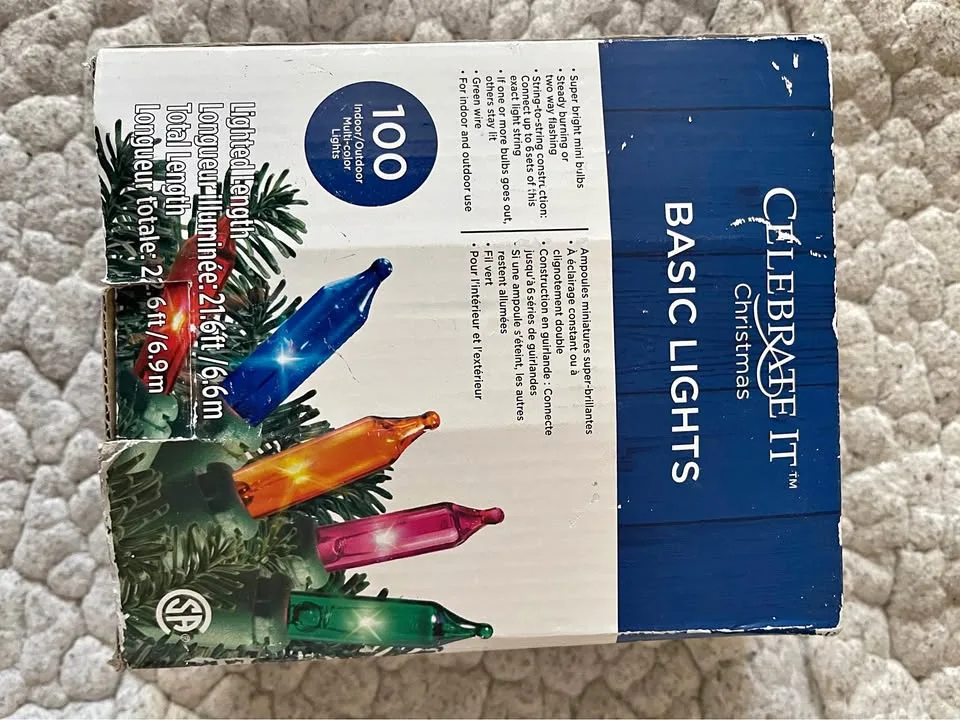 CELEBRATE IT™
Christmas
BASIC LIGHTS
• Super bright mini bulbs
• Steady burning or
two way flashing
• String-to-string construction:
Connect up to 6 sets of this
exact light string
• If one or more bulbs goes out,
others stay lit
• Green wire
• For indoor and outdoor use
• Ampoules miniatures super-brillantes
• À éclairage constant ou à
clignotement double
• Construction en guirlande : Connecte
jusqu'à 6 séries de guirlandes
• Si une ampoule s'éteint, les autres
restent allumées
• Fil vert
• Pour l'intérieur et l'extérieur
100
Indoor/Outdoor
Multi-color
Lights
Lighted Length
Longueur illuminée: 21.6ft /6.6m
Total Length
Longueur totale: 22.6ft /6.9m
SA®